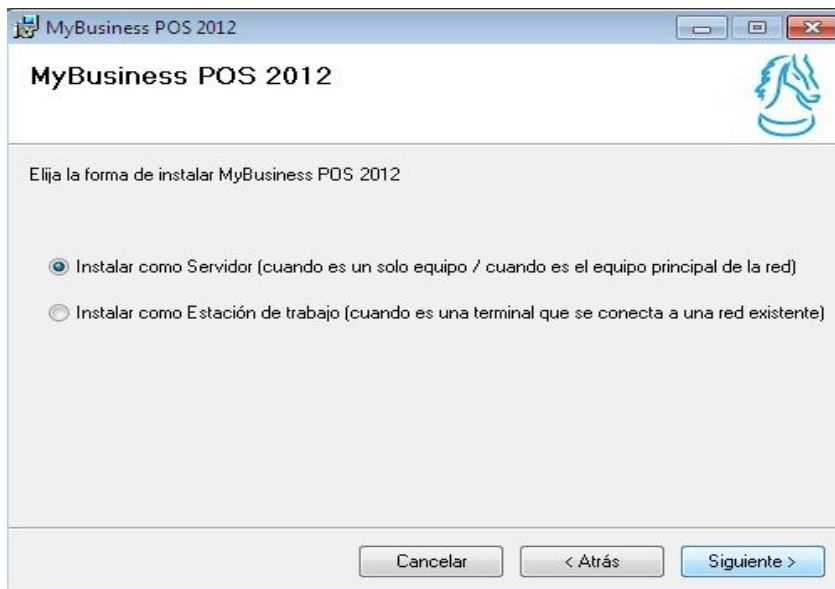 MyBusiness POS 2012
MyBusiness POS 2012
Elija la forma de instalar MyBusiness POS 2012
Instalar como Servidor (cuando es un solo equipo / cuando es el equipo principal de la red)
Instalar como Estación de trabajo (cuando es una terminal que se conecta a una red existente)
Cancelar < Atrás Siguiente >